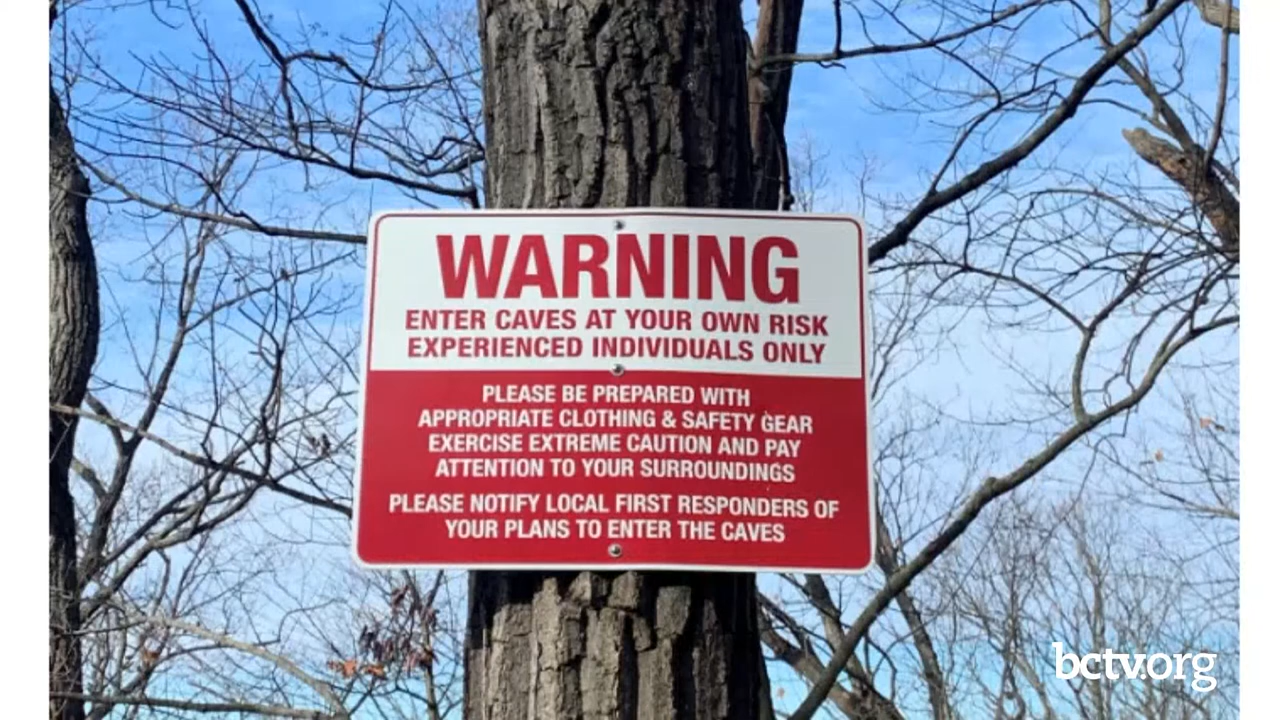 WARNING
ENTER CAVES AT YOUR OWN RISK
EXPERIENCED INDIVIDUALS ONLY
PLEASE BE PREPARED WITH
APPROPRIATE CLOTHING & SAFETY GEAR
EXERCISE EXTREME CAUTION AND PAY
ATTENTION TO YOUR SURROUNDINGS
PLEASE NOTIFY LOCAL FIRST RESPONDERS OF
YOUR PLANS TO ENTER THE CAVES
bctv.org